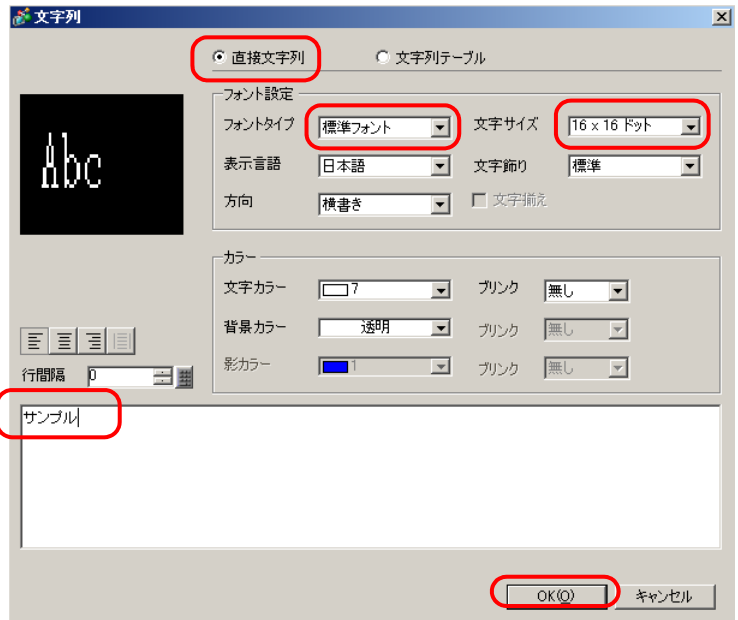 文字列
直接文字列 文字列テーブル
フォント設定
フォントタイプ 標準フォント 文字サイズ 16 x 16 ドット
表示言語 日本語 文字飾り 標準
方向 横書き 文字揃え
Abc
カラー
文字カラー 7 ブリンク 無し
背景カラー 透明 ブリンク 無し
影カラー 1 ブリンク 無し
行間隔 0
サンプル
OK(O) キャンセル